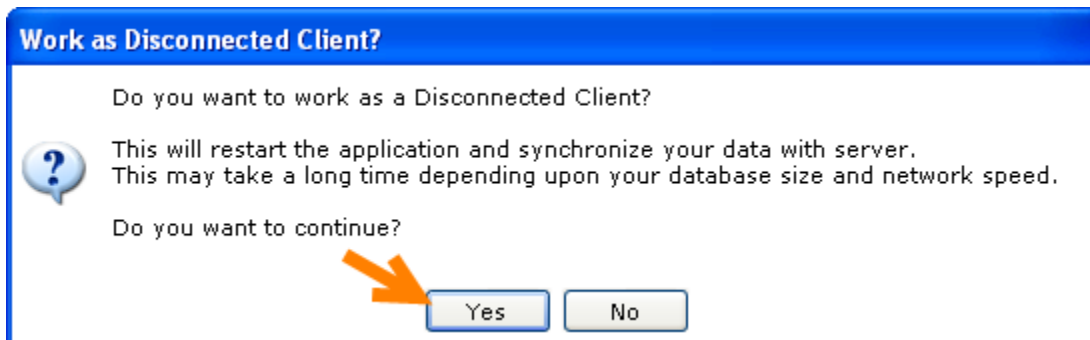 Work as Disconnected Client?
Do you want to work as a Disconnected Client?
This will restart the application and synchronize your data with server.
This may take a long time depending upon your database size and network speed.
Do you want to continue?
Yes No